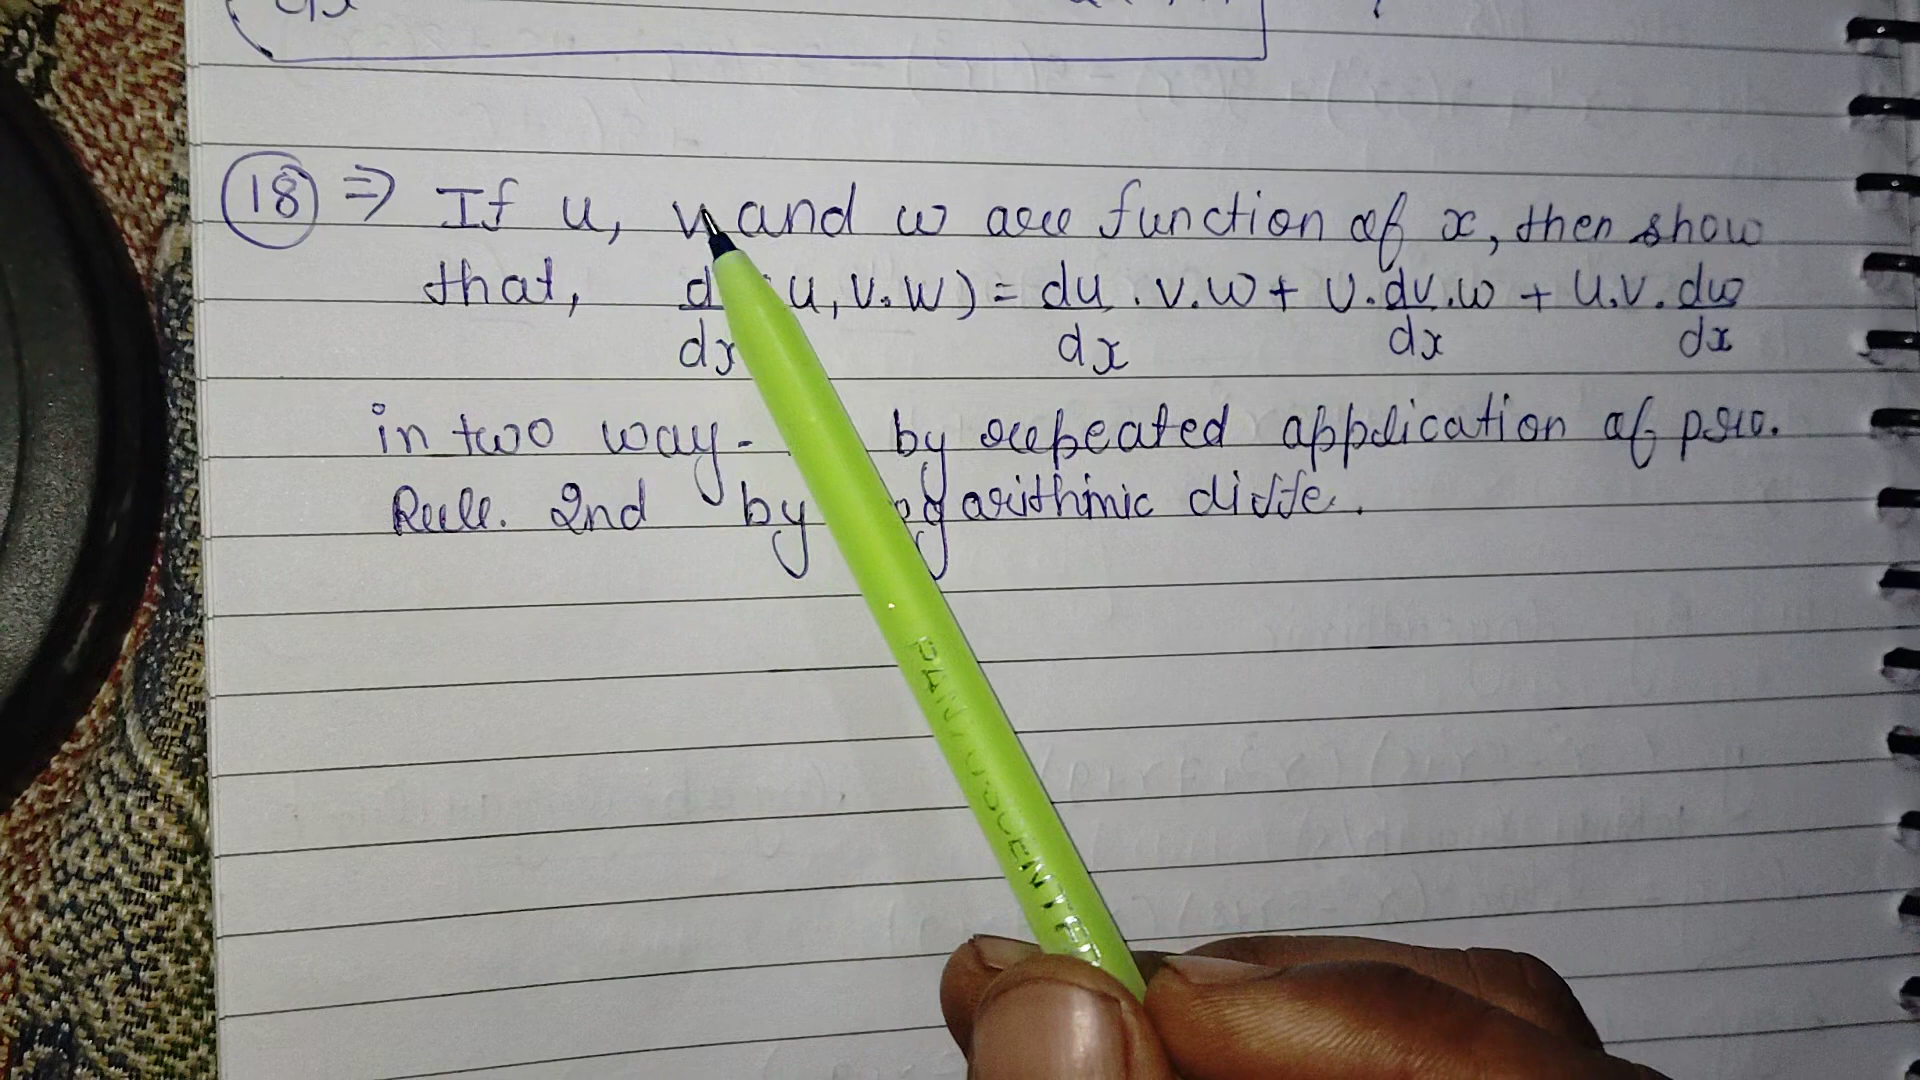 18 ⇒ If u, v and w are function of x, then show
that, d (u, v.w) = du . v.w + u.dv.w + u.v. dw
dx dx dx dx
in two way- by repeated application of pro.
Rule. 2nd by arithmic diffe.